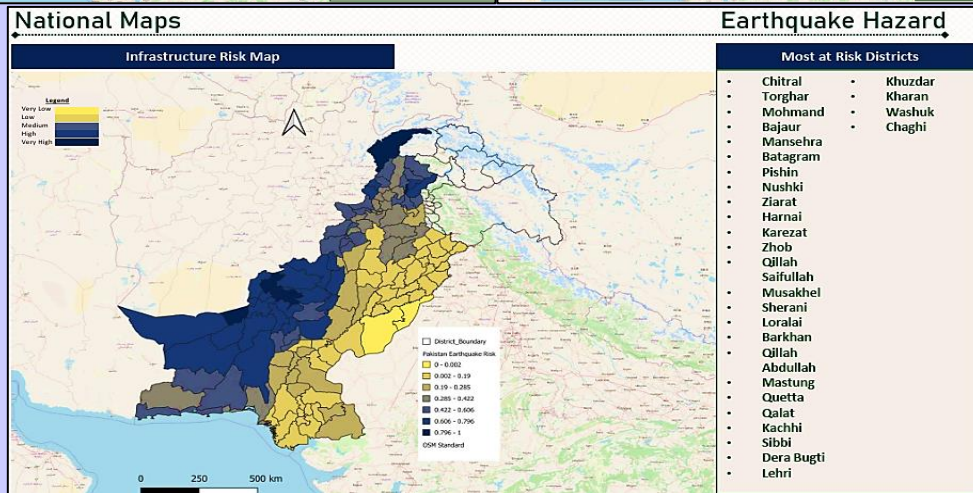 National Maps
Infrastructure Risk Map
Legend
Very Low
Low
Medium
High
Very High
District_Boundary
Pakistan Earthquake Risk
0 - 0.002
0.002 - 0.19
0.19 - 0.285
0.285 - 0.422
0.422 - 0.606
0.606 - 0.796
0.796 - 1
OSM Standard
0 250 500 km
Earthquake Hazard
Most at Risk Districts
• Chitral
• Torghar
• Mohmand
• Bajaur
• Mansehra
• Batagram
• Pishin
• Nushki
• Ziarat
• Harnai
• Karezat
• Zhob
• Qillah
Saifullah
• Musakhel
• Sherani
• Loralai
• Barkhan
• Qillah
Abdullah
• Mastung
• Quetta
• Qalat
• Kachhi
• Sibbi
• Dera Bugti
• Lehri
• Khuzdar
• Kharan
• Washuk
• Chaghi